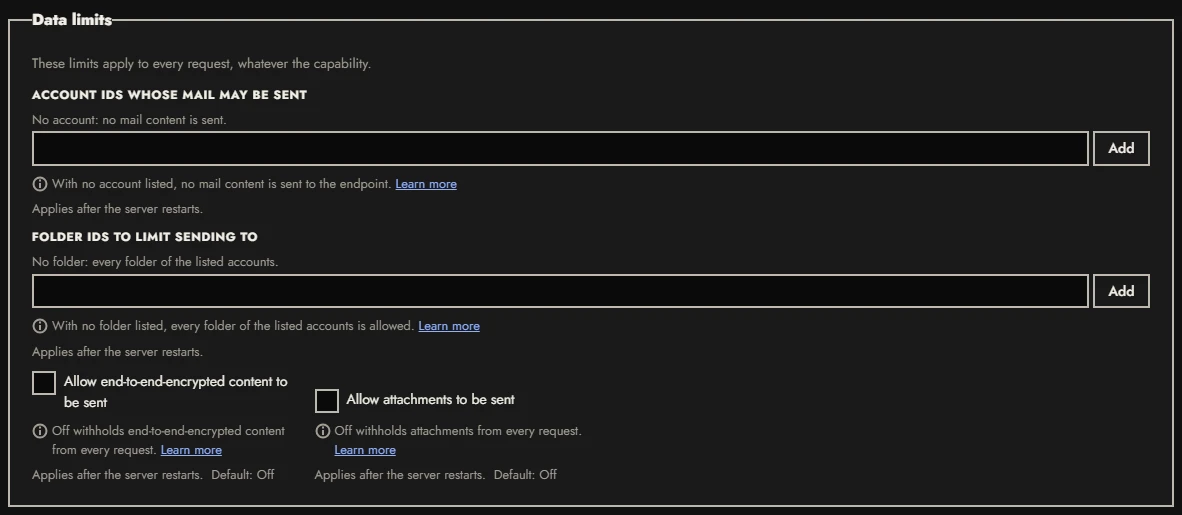 Data limits
These limits apply to every request, whatever the capability.
ACCOUNT IDS WHOSE MAIL MAY BE SENT
No account: no mail content is sent.
Add
With no account listed, no mail content is sent to the endpoint. Learn more
Applies after the server restarts.
FOLDER IDS TO LIMIT SENDING TO
No folder: every folder of the listed accounts.
Add
With no folder listed, every folder of the listed accounts is allowed. Learn more
Applies after the server restarts.
Allow end-to-end-encrypted content to
be sent
Off withholds end-to-end-encrypted content
from every request. Learn more
Applies after the server restarts. Default: Off
Allow attachments to be sent
Off withholds attachments from every request.
Learn more
Applies after the server restarts. Default: Off